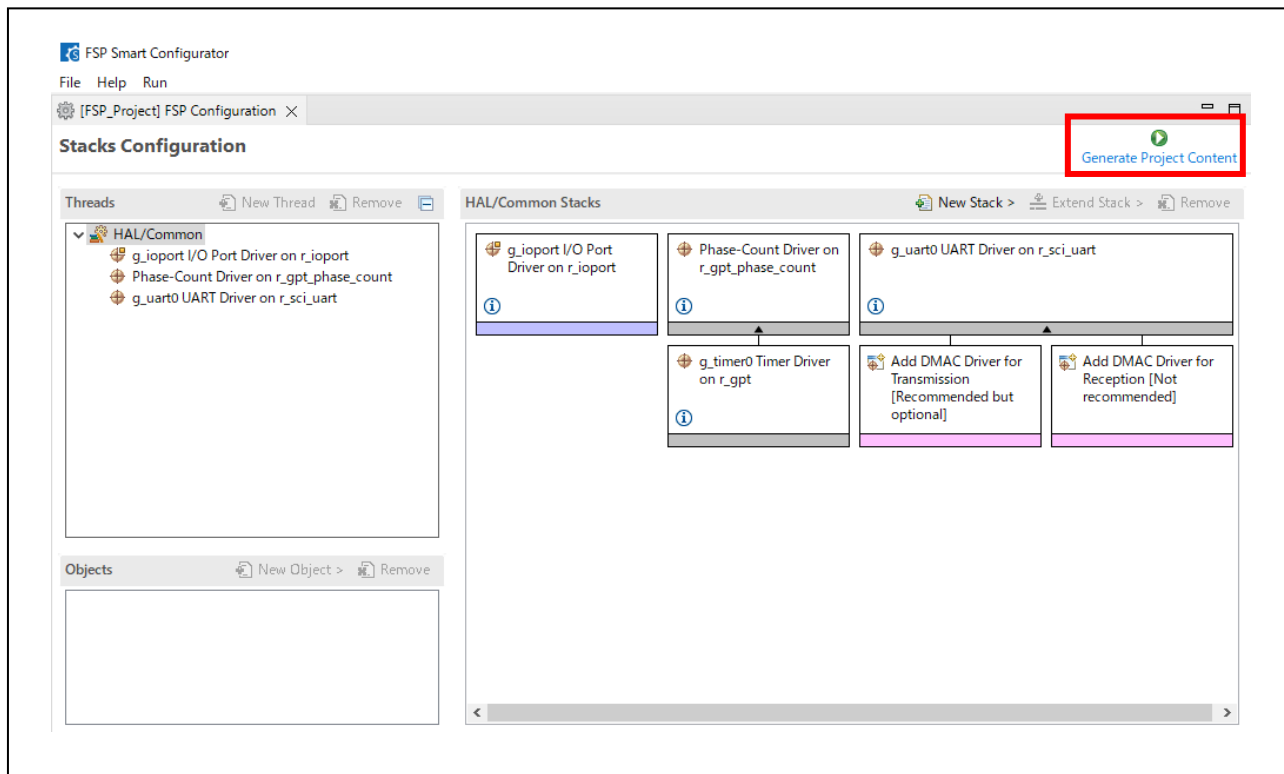 FSP Smart Configurator
File Help Run
[FSP_Project] FSP Configuration
Stacks Configuration
Generate Project Content
Threads
New Thread
Remove
HAL/Common
g_ioport I/O Port Driver on r_ioport
Phase-Count Driver on r_gpt_phase_count
g_uart0 UART Driver on r_sci_uart
Objects
New Object >
Remove
HAL/Common Stacks
New Stack >
Extend Stack >
Remove
g_ioport I/O Port
Driver on r_ioport
Phase-Count Driver on
r_gpt_phase_count
g_uart0 UART Driver on r_sci_uart
g_timer0 Timer Driver
on r_gpt
Add DMAC Driver for
Transmission
[Recommended but
optional]
Add DMAC Driver for
Reception [Not
recommended]